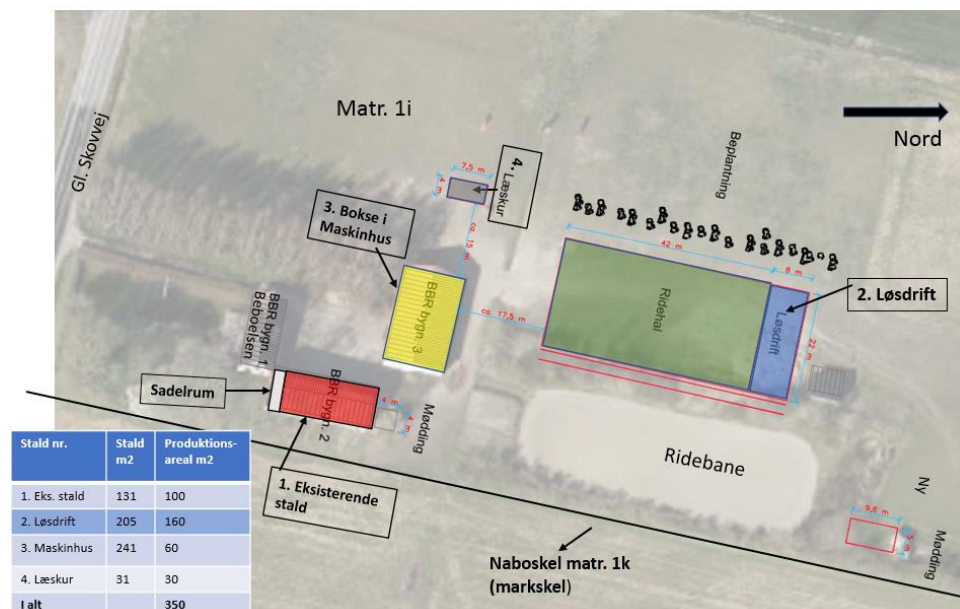 Matr. 1i
Nord
Gl. Skovvej
Beplantning
7,5 m
4 m
4. Læskur
3. Bokse i
Maskinhus
ca. 15 m
42 m
8 m
2. Løsdrift
BBR bygn. 3
ca. 17,5 m
Ridehal
Løsdrift
22 m
BBR bygn. 1
Beboelsen
Sadelrum
BBR bygn. 2
4 m
4 m
Mødding
Ridebane
1. Eksisterende
stald
Ny
Mødding
9,6 m
5 m
Naboskel matr. 1k
(markskel)
Stald nr. Stald m2 Produktions-areal m2
1. Eks. stald 131 100
2. Løsdrift 205 160
3. Maskinhus 241 60
4. Læskur 31 30
I alt 350